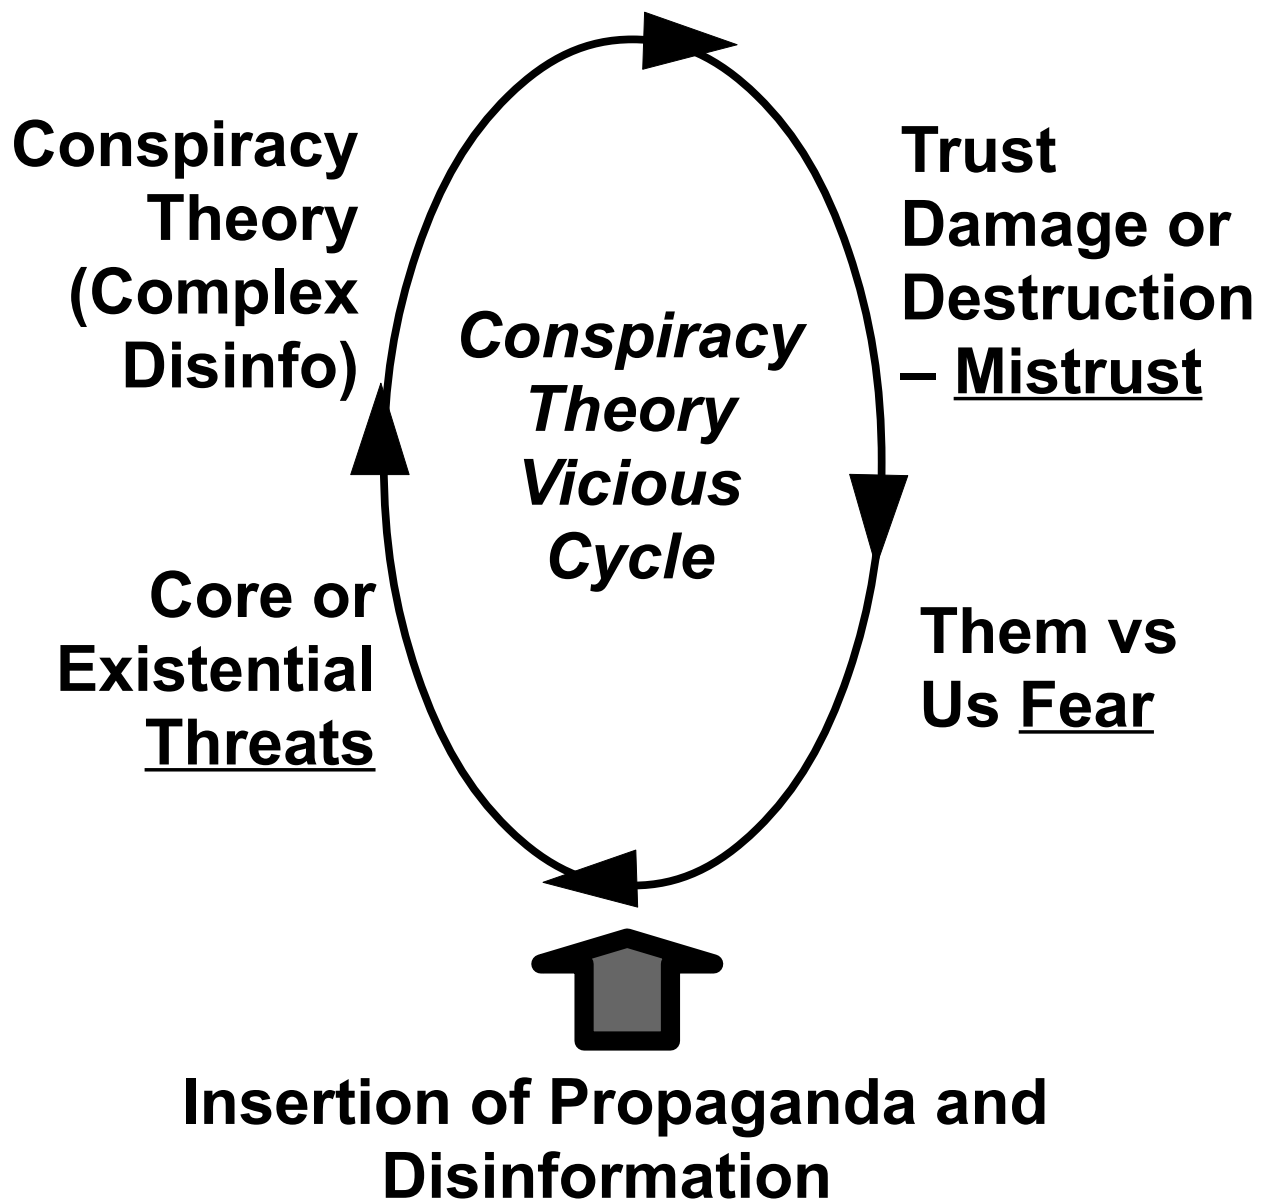 Conspiracy
Theory
(Complex
Disinfo)
Trust
Damage or
Destruction
– Mistrust
Conspiracy
Theory
Vicious
Cycle
Core or
Existential
Threats
Them vs
Us Fear
Insertion of Propaganda and
Disinformation